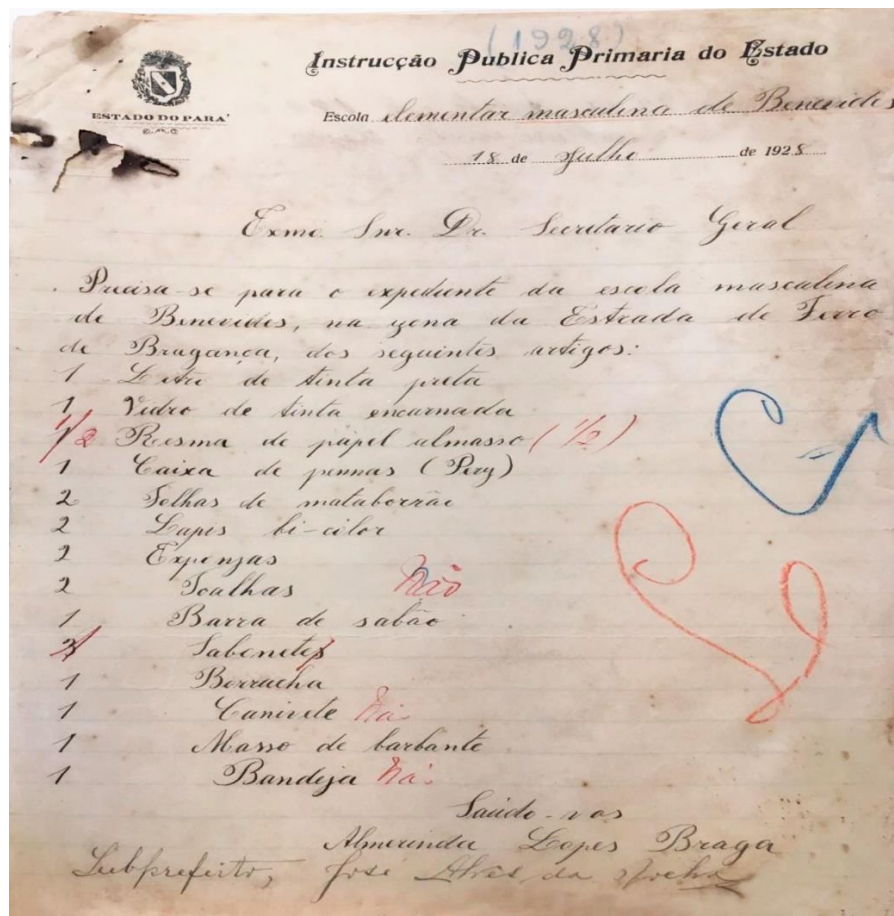 (1928)
Instrucção Publica Primaria do Estado
ESTADO DO PARA'
Escola elementar masculina de Benevides
18 de Julho de 1928
Exmo. Snr. Dr. Secretario Geral
Precisa-se para o expediente da escola masculina
de Benevides, na zona da Estrada de Ferro
de Bragança, dos seguintes artigos:
1 Litro de tinta preta
1 Vidro de tinta encarnada
1/2 Resma de papel almasso (1/2)
1 Caixa de pennas (Pery)
2 Folhas de mataborrão
2 Lapis bi-color
2 Exponjas
2 Toalhas Não
1 Barra de sabão
Sabonetes
1 Borracha
1 Canivete Não
1 Masso de barbante
1 Bandeja Não
Saúdo-vos
Almerinda Lopes Braga
Subprefeito, José Alves da Rocha